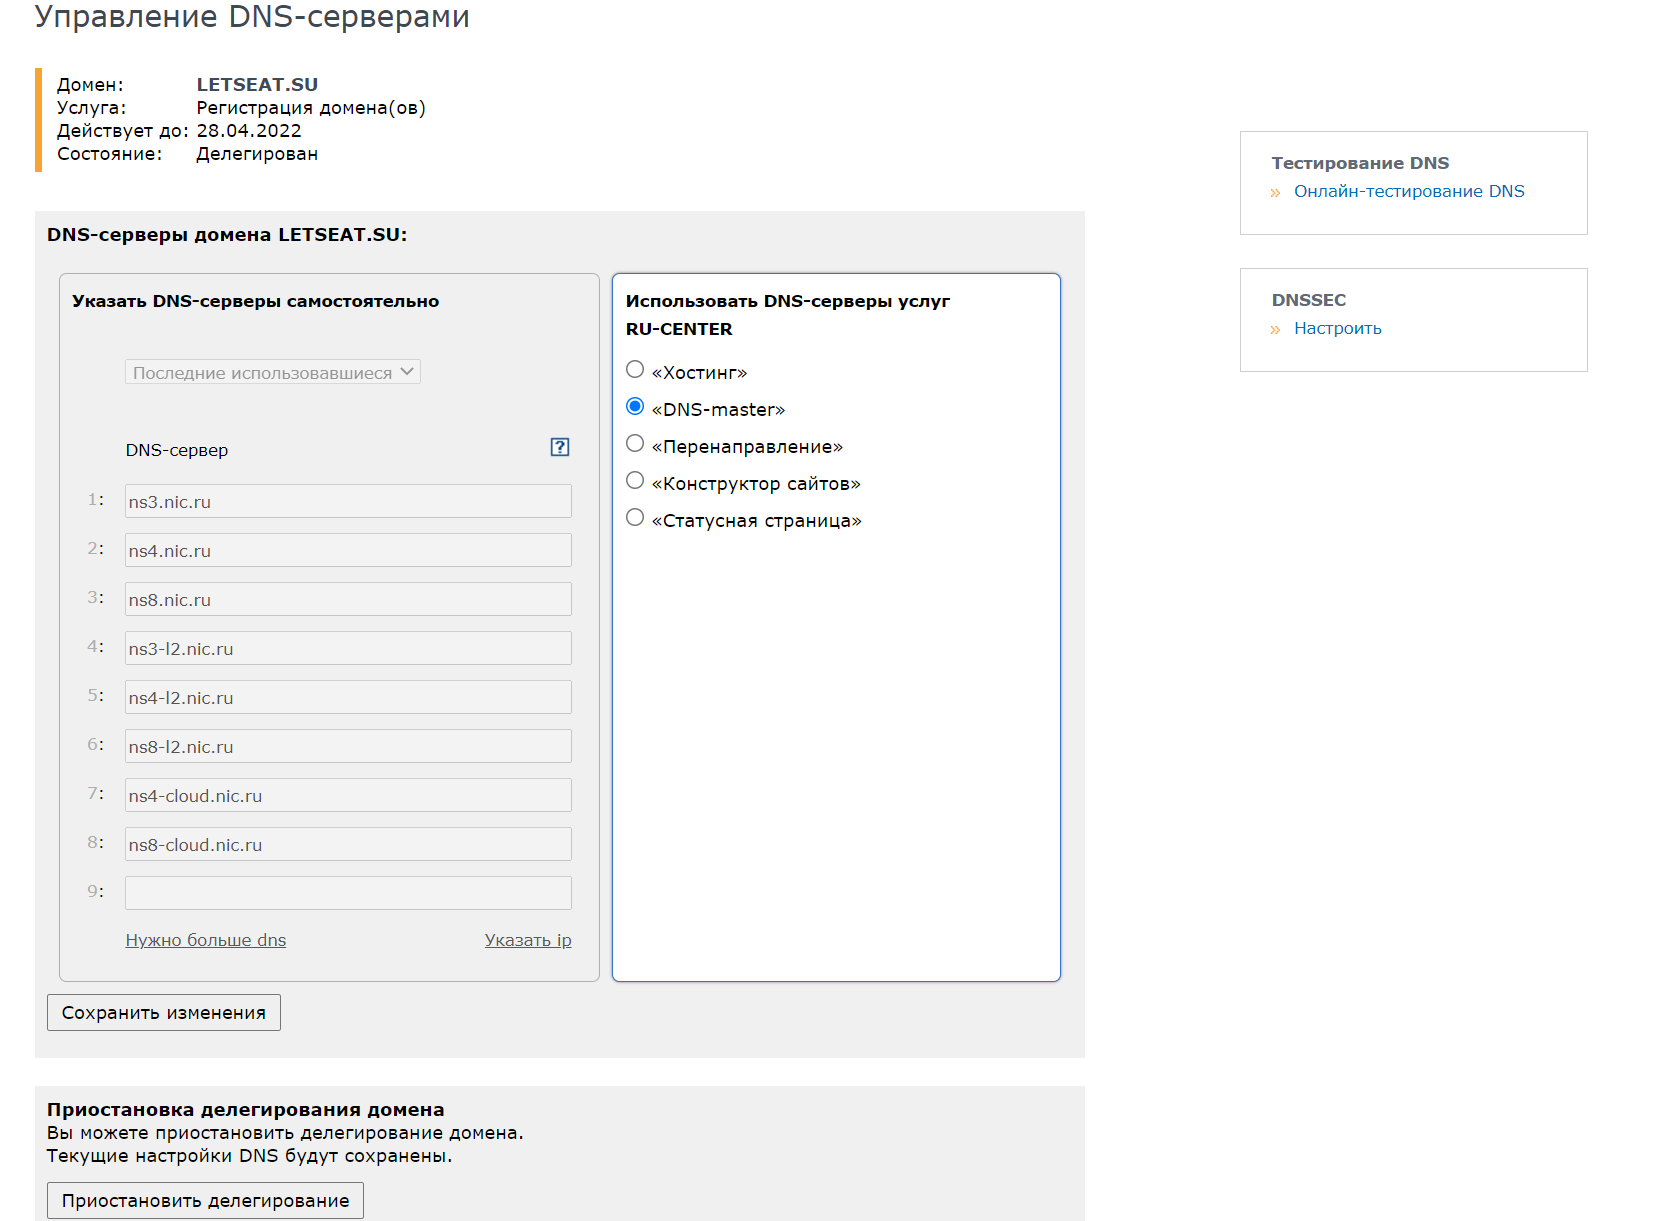 Управление DNS-серверами
Домен: LETSEAT.SU
Услуга: Регистрация домена(ов)
Действует до: 28.04.2022
Состояние: Делегирован
Тестирование DNS
» Онлайн-тестирование DNS
DNSSEC
» Настроить
DNS-серверы домена LETSEAT.SU:
Указать DNS-серверы самостоятельно
Последние использовавшиеся
DNS-сервер ?
1: ns3.nic.ru
2: ns4.nic.ru
3: ns8.nic.ru
4: ns3-l2.nic.ru
5: ns4-l2.nic.ru
6: ns8-l2.nic.ru
7: ns4-cloud.nic.ru
8: ns8-cloud.nic.ru
9:
Нужно больше dns Указать ip
Использовать DNS-серверы услуг
RU-CENTER
«Хостинг»
«DNS-master»
«Перенаправление»
«Конструктор сайтов»
«Статусная страница»
Сохранить изменения
Приостановка делегирования домена
Вы можете приостановить делегирование домена.
Текущие настройки DNS будут сохранены.
Приостановить делегирование